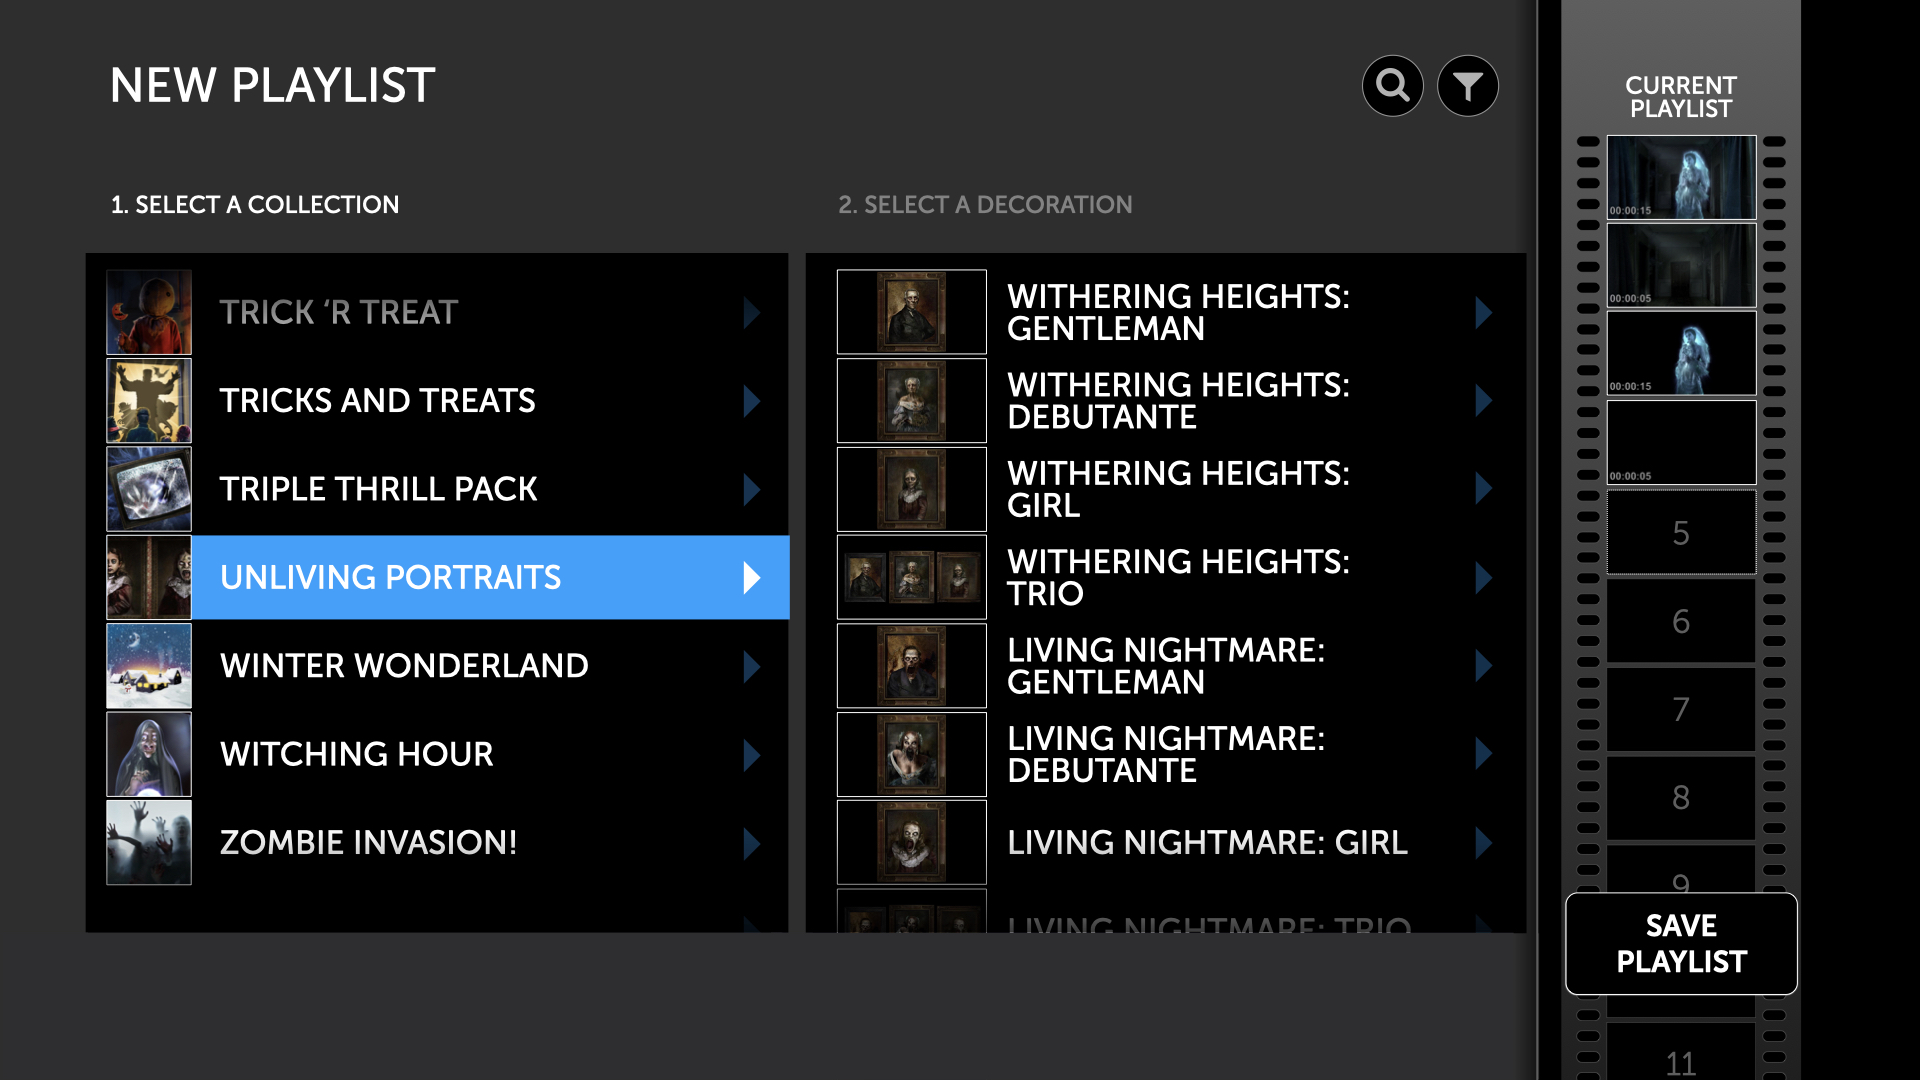 NEW PLAYLIST
1. SELECT A COLLECTION
TRICK ‘R TREAT
TRICKS AND TREATS
TRIPLE THRILL PACK
UNLIVING PORTRAITS
WINTER WONDERLAND
WITCHING HOUR
ZOMBIE INVASION!
2. SELECT A DECORATION
WITHERING HEIGHTS:
GENTLEMAN
WITHERING HEIGHTS:
DEBUTANTE
WITHERING HEIGHTS:
GIRL
WITHERING HEIGHTS:
TRIO
LIVING NIGHTMARE:
GENTLEMAN
LIVING NIGHTMARE:
DEBUTANTE
LIVING NIGHTMARE: GIRL
LIVING NIGHTMARE: TRIO
CURRENT
PLAYLIST
00:00:15
00:00:05
00:00:15
00:00:05
5
6
7
8
9
SAVE
PLAYLIST
11